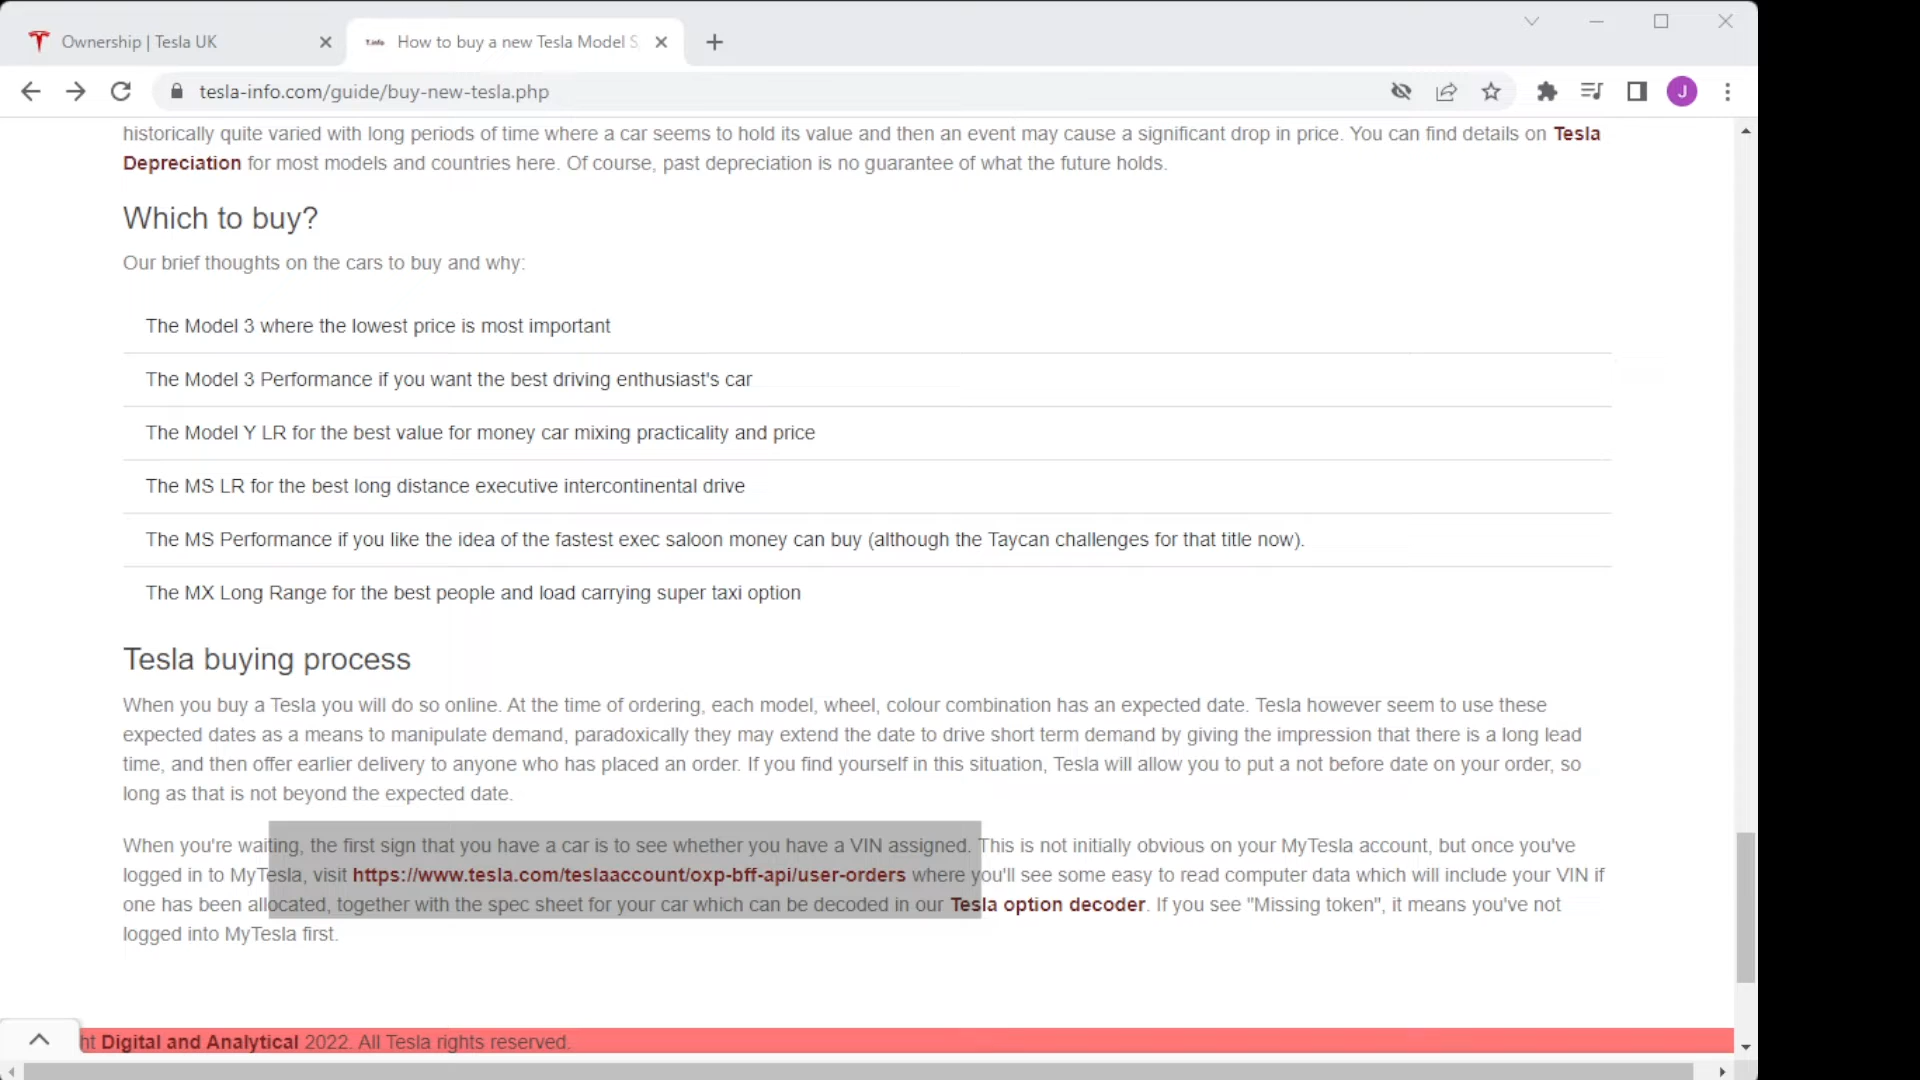 Ownership | Tesla UK
How to buy a new Tesla Model S
tesla-info.com/guide/buy-new-tesla.php
J
historically quite varied with long periods of time where a car seems to hold its value and then an event may cause a significant drop in price. You can find details on Tesla
Depreciation for most models and countries here. Of course, past depreciation is no guarantee of what the future holds.
Which to buy?
Our brief thoughts on the cars to buy and why:
The Model 3 where the lowest price is most important
The Model 3 Performance if you want the best driving enthusiast's car
The Model Y LR for the best value for money car mixing practicality and price
The MS LR for the best long distance executive intercontinental drive
The MS Performance if you like the idea of the fastest exec saloon money can buy (although the Taycan challenges for that title now).
The MX Long Range for the best people and load carrying super taxi option
Tesla buying process
When you buy a Tesla you will do so online. At the time of ordering, each model, wheel, colour combination has an expected date. Tesla however seem to use these
expected dates as a means to manipulate demand, paradoxically they may extend the date to drive short term demand by giving the impression that there is a long lead
time, and then offer earlier delivery to anyone who has placed an order. If you find yourself in this situation, Tesla will allow you to put a not before date on your order, so
long as that is not beyond the expected date.
When you're waiting, the first sign that you have a car is to see whether you have a VIN assigned. This is not initially obvious on your MyTesla account, but once you've
logged in to MyTesla, visit https://www.tesla.com/teslaaccount/oxp-bff-api/user-orders where you'll see some easy to read computer data which will include your VIN if
one has been allocated, together with the spec sheet for your car which can be decoded in our Tesla option decoder. If you see "Missing token", it means you've not
logged into MyTesla first.
ht Digital and Analytical 2022. All Tesla rights reserved.